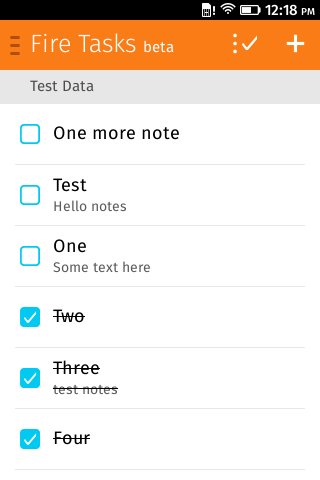 12:18 PM
Fire Tasks beta
Test Data
One more note
Test
Hello notes
One
Some text here
Two
Three
test notes
Four